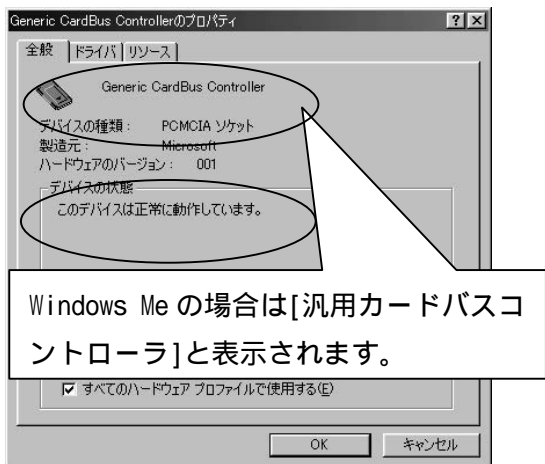 Generic CardBus Controllerのプロパティ
全般 ドライバ リソース
Generic CardBus Controller
デバイスの種類： PCMCIA ソケット
製造元： Microsoft
ハードウェアのバージョン： 001
デバイスの状態
このデバイスは正常に動作しています。
Windows Me の場合は[汎用カードバスコ
ントローラ]と表示されます。
すべてのハードウェア プロファイルで使用する(E)
OK キャンセル